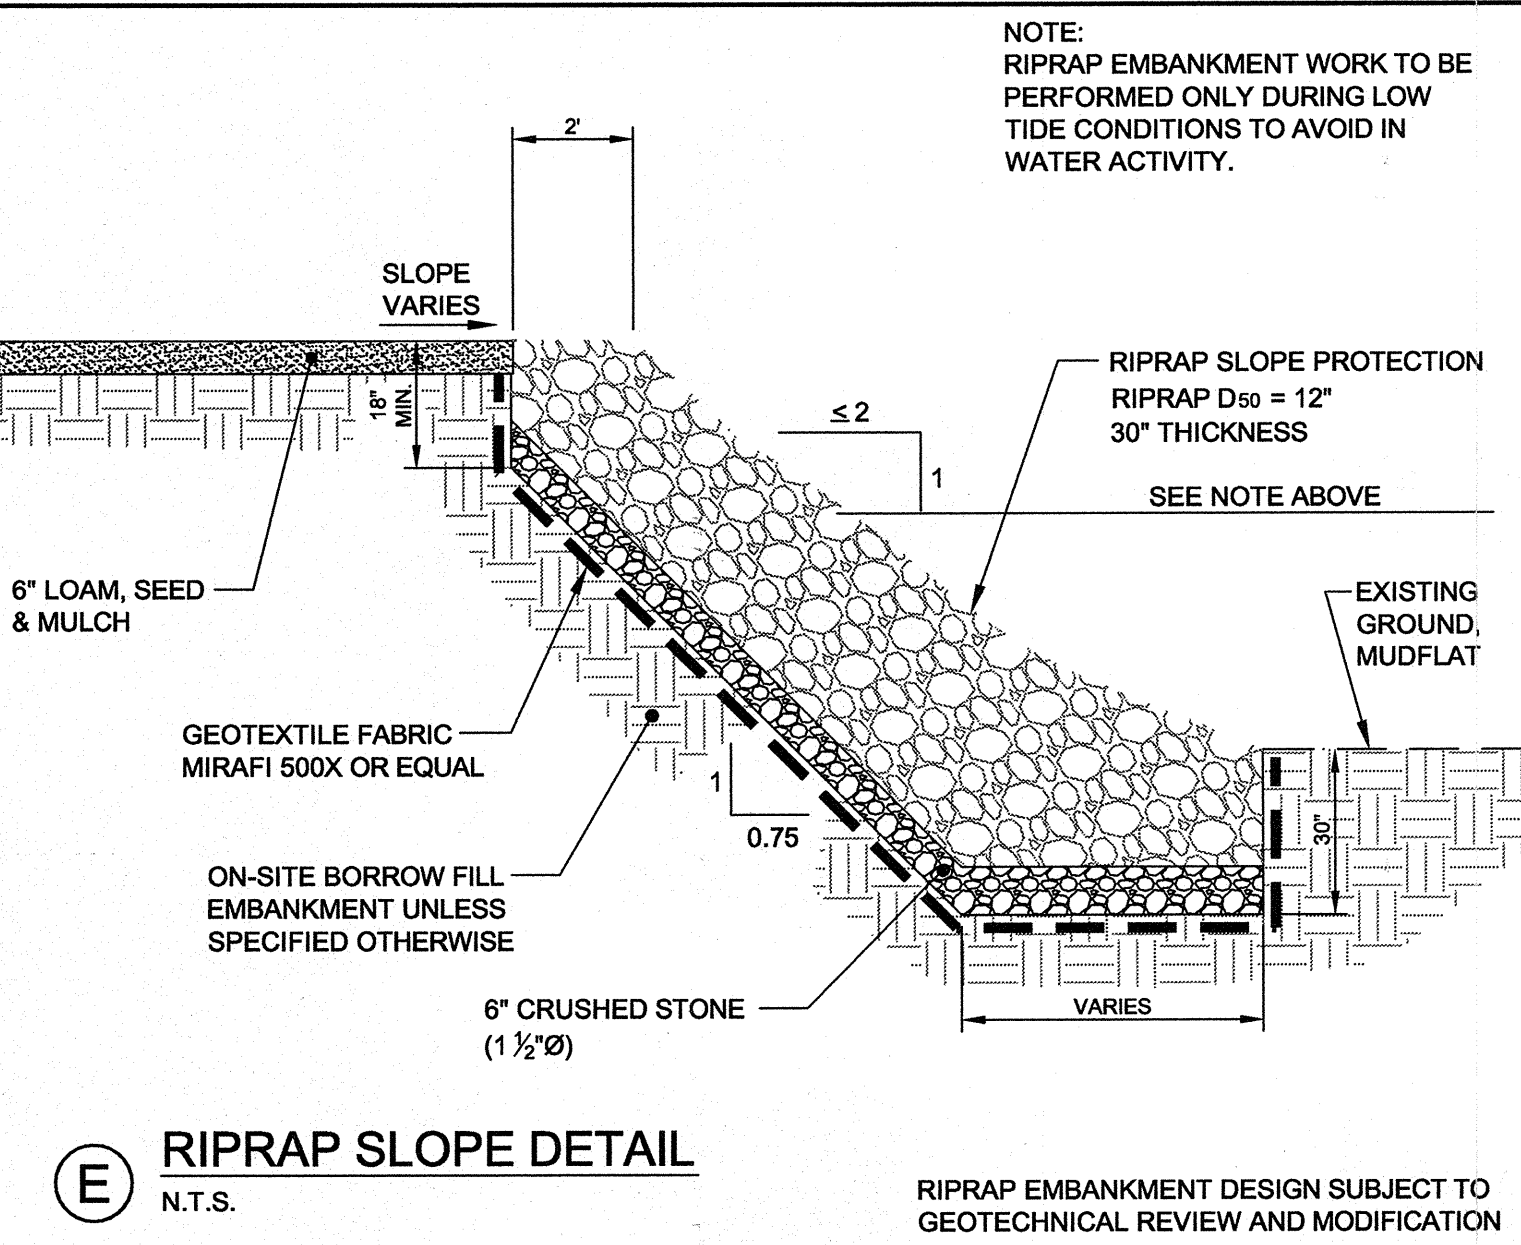 NOTE:
RIPRAP EMBANKMENT WORK TO BE
PERFORMED ONLY DURING LOW
TIDE CONDITIONS TO AVOID IN
WATER ACTIVITY.
2'
SLOPE
VARIES
18"
MIN.
≤ 2
1
RIPRAP SLOPE PROTECTION
RIPRAP D50 = 12"
30" THICKNESS
SEE NOTE ABOVE
6" LOAM, SEED
& MULCH
EXISTING
GROUND,
MUDFLAT
GEOTEXTILE FABRIC
MIRAFI 500X OR EQUAL
1
0.75
30"
ON-SITE BORROW FILL
EMBANKMENT UNLESS
SPECIFIED OTHERWISE
6" CRUSHED STONE
(1 ½"Ø)
VARIES
E
RIPRAP SLOPE DETAIL
N.T.S.
RIPRAP EMBANKMENT DESIGN SUBJECT TO
GEOTECHNICAL REVIEW AND MODIFICATION